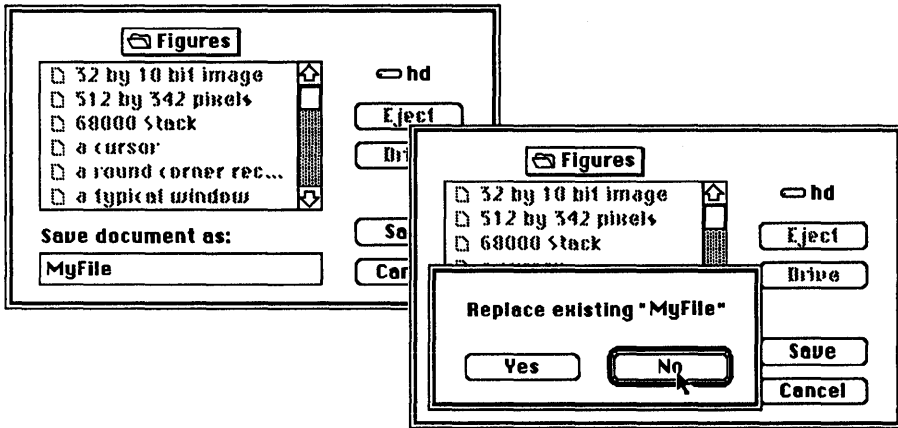 Figures
32 by 10 bit image
512 by 342 pixels
68000 Stack
a cursor
a round corner rec...
a typical window
hd
Eject
Save document as:
MyFile
Figures
32 by 10 bit image
512 by 342 pixels
68000 Stack
hd
Eject
Drive
Replace existing "MyFile"
Yes
No
Save
Cancel